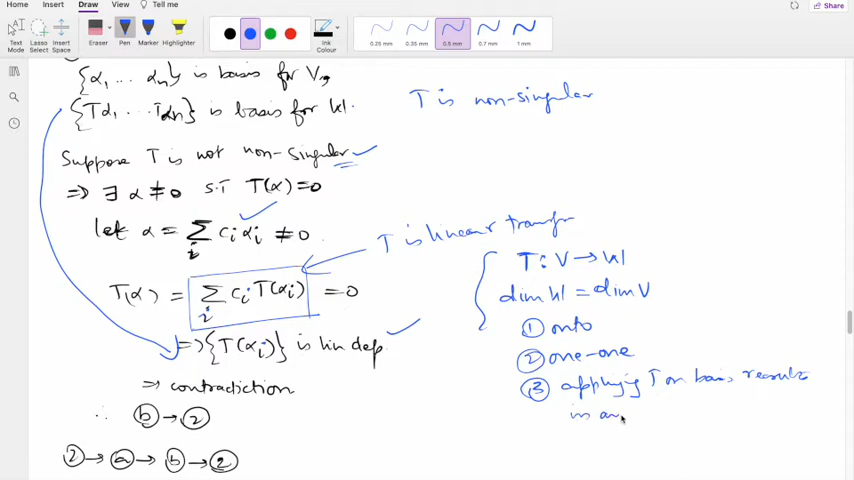 Home Insert Draw View Share
Text Mode
Lasso Select
Insert Space
Eraser
Pen
Marker
Highlighter
Ink Colour
0.25 mm
0.35 mm
0.5 mm
0.7 mm
1 mm
{α₁ ... αn} is basis for V,
{Tα₁ ... Tαn} is basis for W.
T is non-singular
Suppose T is not non-singular
=> ∃ α ≠ 0 s.t T(α) = 0
let α = Σ ciαi ≠ 0
i
T(α) = Σ ciT(αi) = 0
i
=> {T(αi)} is lin dep.
=> contradiction
∴ b → 2
2 → a → b → 2
T is linear transfn
T: V → W
dim W = dim V
1 onto
2 one-one
3 applying T on basis results
in an